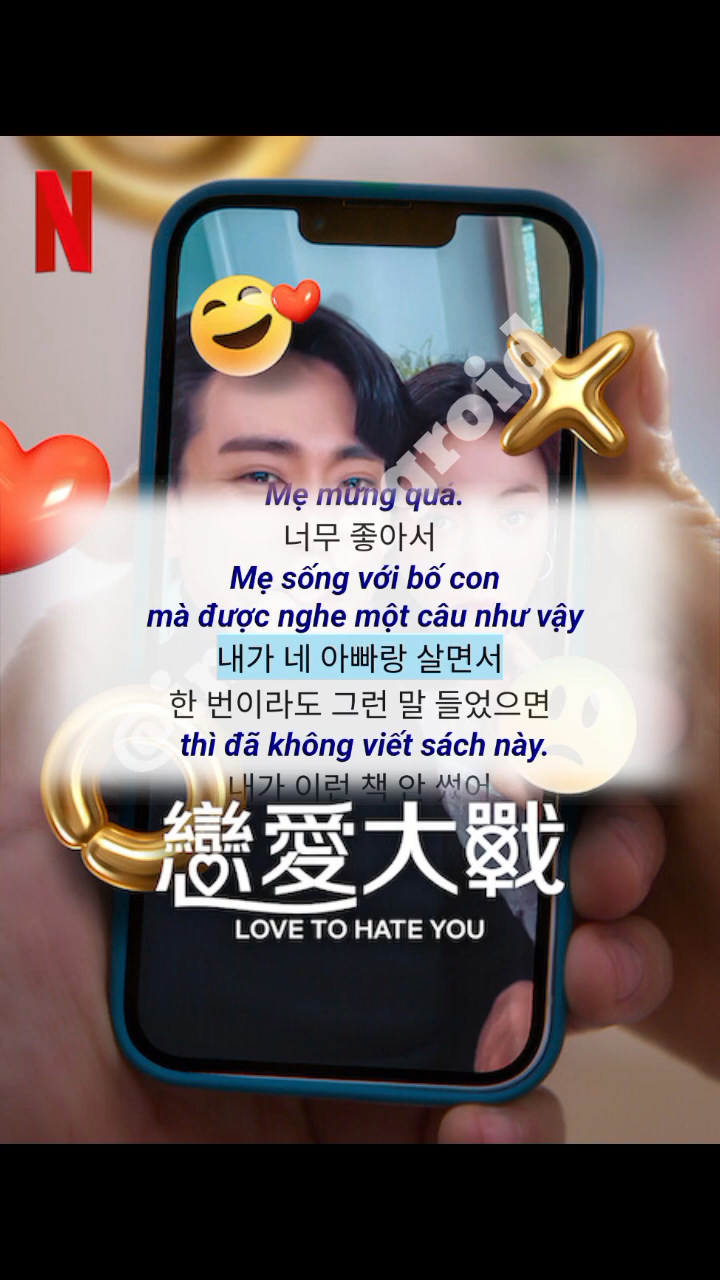 N
Mẹ mừng quá.
너무 좋아서
Mẹ sống với bố con
mà được nghe một câu như vậy
내가 네 아빠랑 살면서
한 번이라도 그런 말 들었으면
thì đã không viết sách này.
내가 이런 책 안 썼어
戀愛大戰
LOVE TO HATE YOU